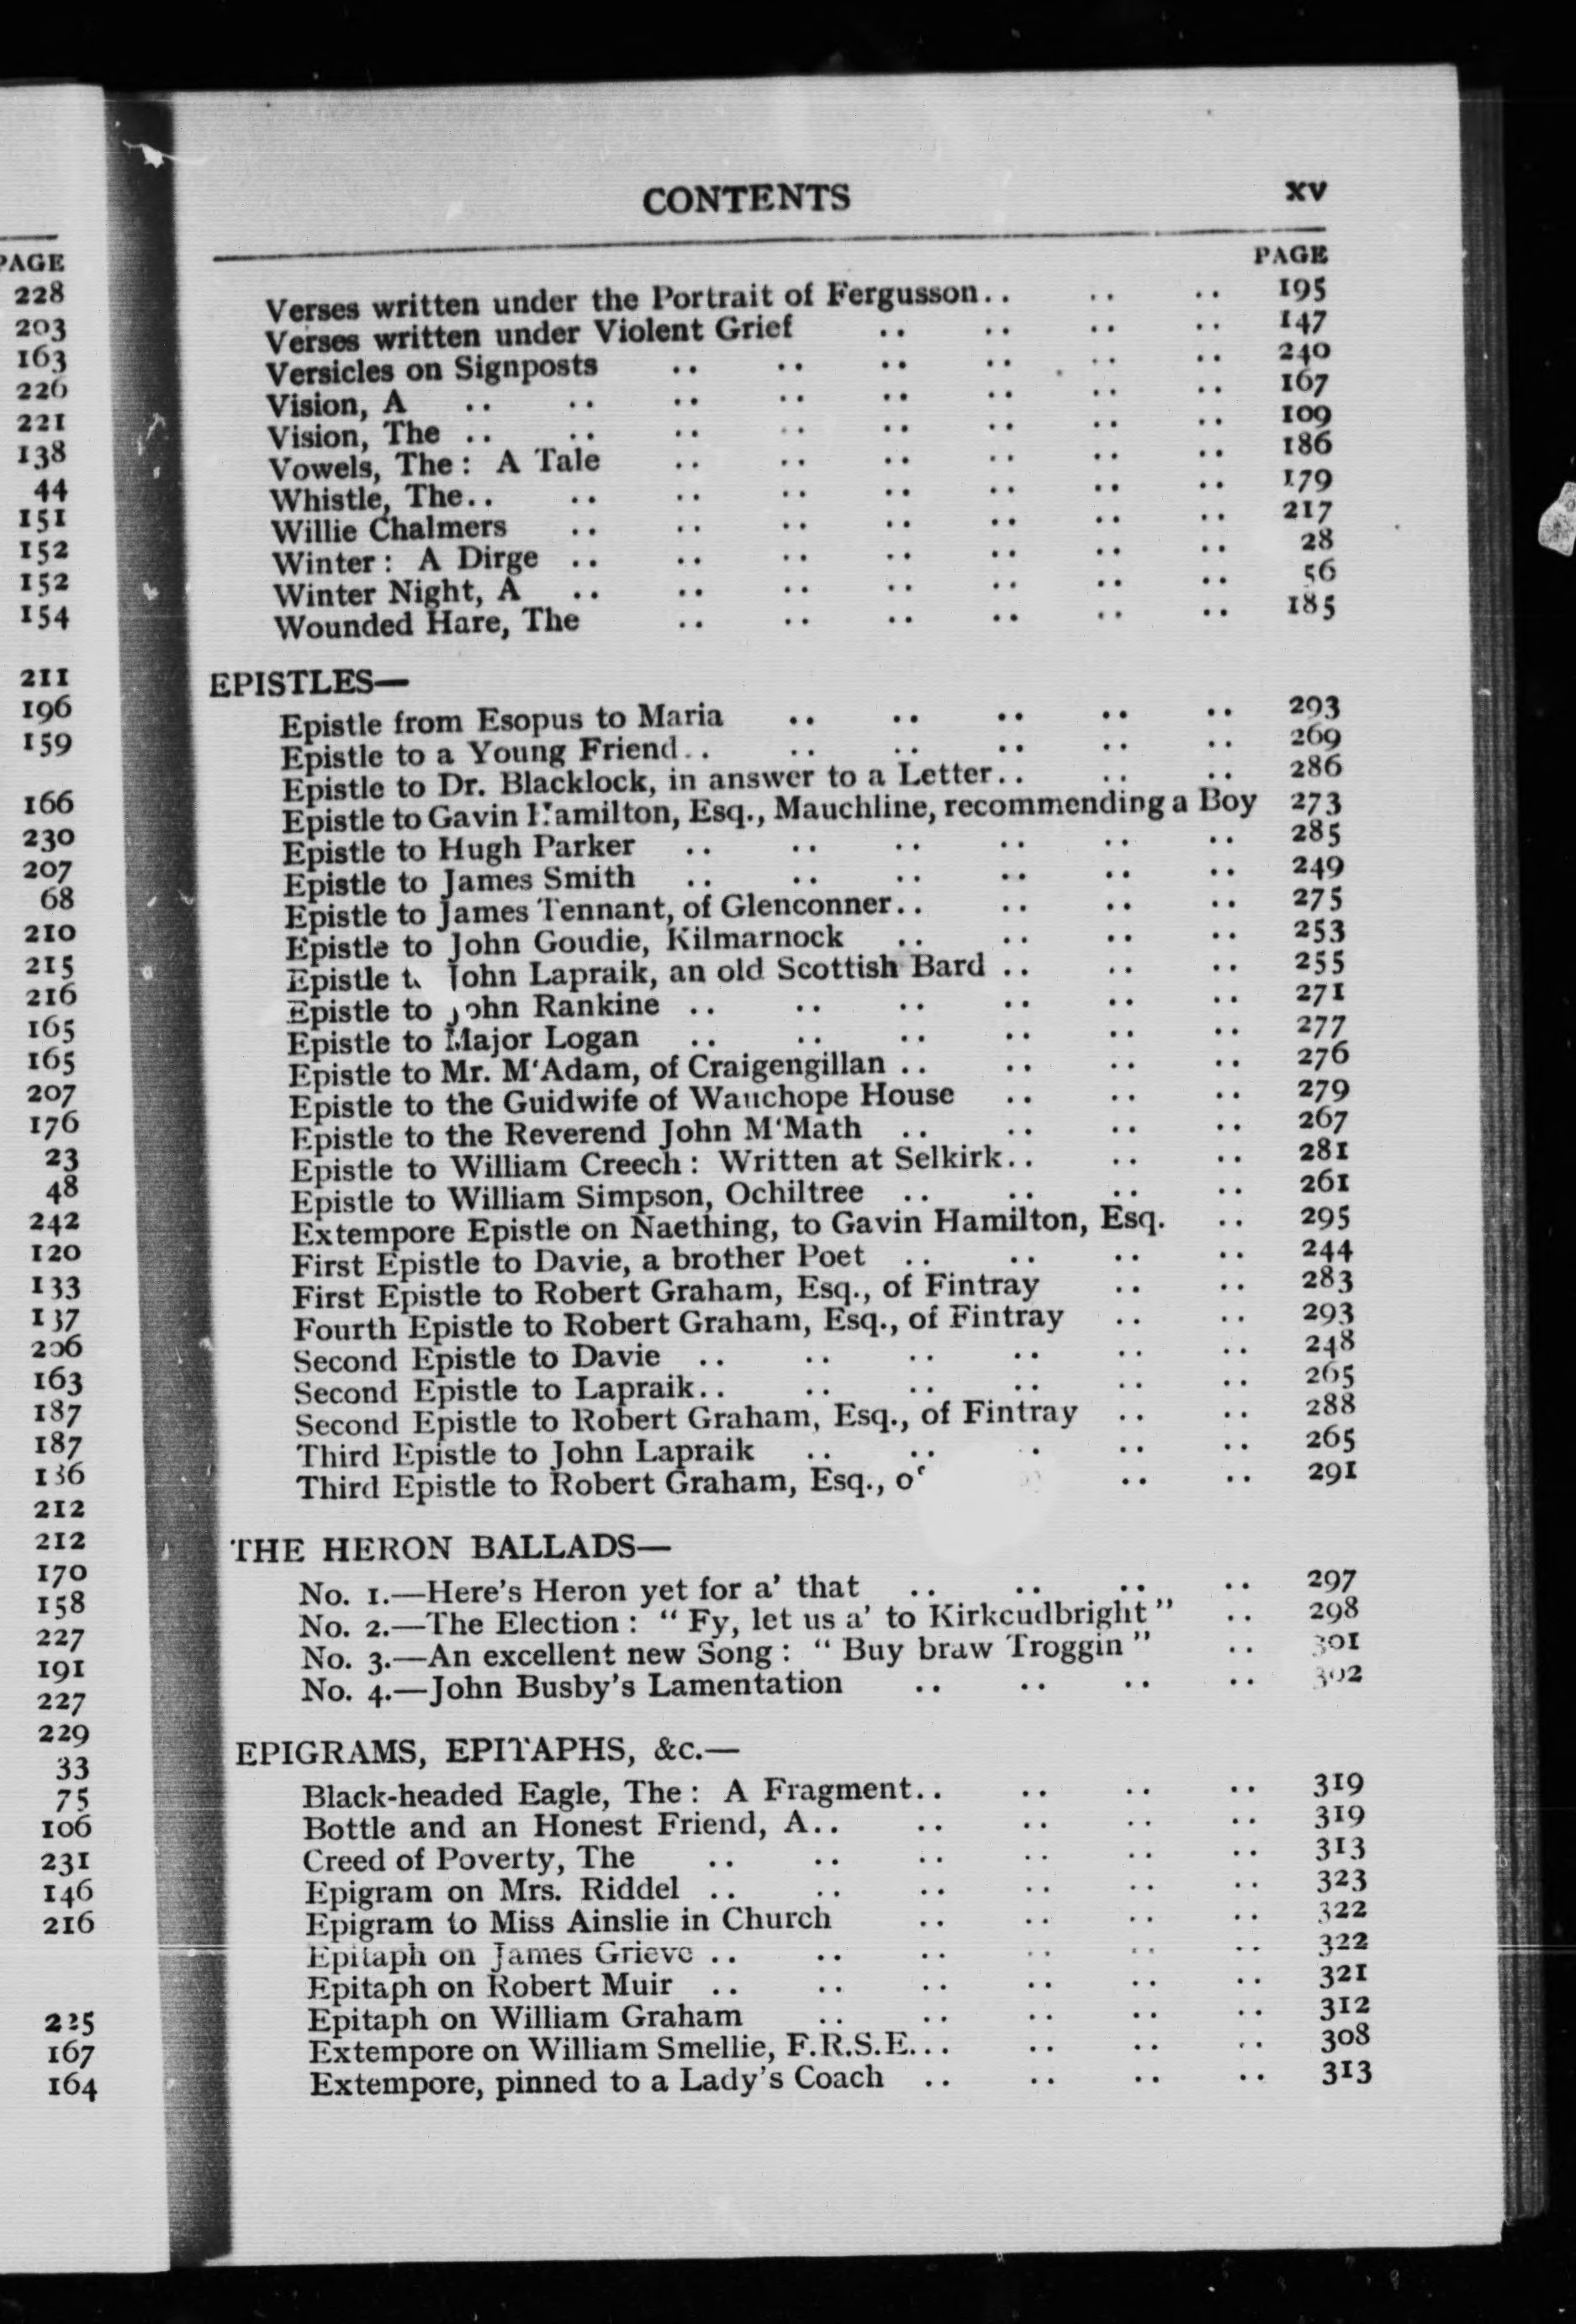 PAGE
228
203
163
226
221
138
44
151
152
152
154
211
196
159
166
230
207
68
210
215
216
165
165
207
176
23
48
242
120
133
137
206
163
187
187
136
212
212
170
158
227
191
227
229
33
75
106
231
146
216
225
167
164
CONTENTS xv
PAGE
Verses written under the Portrait of Fergusson.. .. .. 195
Verses written under Violent Grief .. .. .. .. 147
Versicles on Signposts .. .. .. .. .. .. 240
Vision, A .. .. .. .. .. .. .. .. 167
Vision, The .. .. .. .. .. .. .. .. 109
Vowels, The: A Tale .. .. .. .. .. .. 186
Whistle, The.. .. .. .. .. .. .. .. 179
Willie Chalmers .. .. .. .. .. .. .. 217
Winter: A Dirge .. .. .. .. .. .. .. 28
Winter Night, A .. .. .. .. .. .. .. 56
Wounded Hare, The .. .. .. .. .. .. 185
EPISTLES—
Epistle from Esopus to Maria .. .. .. .. .. 293
Epistle to a Young Friend.. .. .. .. .. .. 269
Epistle to Dr. Blacklock, in answer to a Letter.. .. .. 286
Epistle to Gavin Hamilton, Esq., Mauchline, recommending a Boy 273
Epistle to Hugh Parker .. .. .. .. .. .. 285
Epistle to James Smith .. .. .. .. .. .. 249
Epistle to James Tennant, of Glenconner.. .. .. .. 275
Epistle to John Goudie, Kilmarnock .. .. .. .. 253
Epistle t John Lapraik, an old Scottish Bard .. .. .. 255
Epistle to John Rankine .. .. .. .. .. .. 271
Epistle to Major Logan .. .. .. .. .. .. 277
Epistle to Mr. M‘Adam, of Craigengillan .. .. .. .. 276
Epistle to the Guidwife of Wauchope House .. .. .. 279
Epistle to the Reverend John M‘Math .. .. .. .. 267
Epistle to William Creech: Written at Selkirk.. .. .. 281
Epistle to William Simpson, Ochiltree .. .. .. .. 261
Extempore Epistle on Naething, to Gavin Hamilton, Esq. .. 295
First Epistle to Davie, a brother Poet .. .. .. .. 244
First Epistle to Robert Graham, Esq., of Fintray .. .. 283
Fourth Epistle to Robert Graham, Esq., of Fintray .. .. 293
Second Epistle to Davie .. .. .. .. .. .. 248
Second Epistle to Lapraik.. .. .. .. .. .. 265
Second Epistle to Robert Graham, Esq., of Fintray .. .. 288
Third Epistle to John Lapraik .. .. . .. .. 265
Third Epistle to Robert Graham, Esq., of .. .. 291
THE HERON BALLADS—
No. 1.—Here's Heron yet for a' that .. .. .. .. 297
No. 2.—The Election: “ Fy, let us a' to Kirkcudbright ” .. 298
No. 3.—An excellent new Song: “ Buy braw Troggin ” .. 301
No. 4.—John Busby's Lamentation .. .. .. .. 302
EPIGRAMS, EPITAPHS, &c.—
Black-headed Eagle, The: A Fragment.. .. .. .. 319
Bottle and an Honest Friend, A.. .. .. .. .. 319
Creed of Poverty, The .. .. .. .. .. .. 313
Epigram on Mrs. Riddel .. .. .. .. .. .. 323
Epigram to Miss Ainslie in Church .. .. .. .. 322
Epitaph on James Grieve .. .. .. .. .. .. 322
Epitaph on Robert Muir .. .. .. .. .. .. 321
Epitaph on William Graham .. .. .. .. .. 312
Extempore on William Smellie, F.R.S.E... .. .. .. 308
Extempore, pinned to a Lady's Coach .. .. .. .. 313